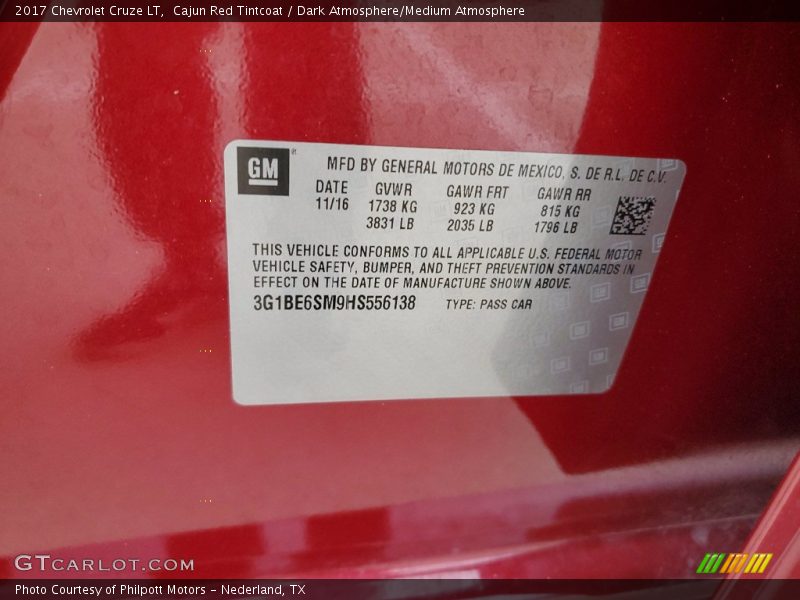 2017 Chevrolet Cruze LT,  Cajun Red Tintcoat / Dark Atmosphere/Medium Atmosphere
GM ®
MFD BY GENERAL MOTORS DE MEXICO, S. DE R.L. DE C.V.
DATE GVWR GAWR FRT GAWR RR
11/16 1738 KG 923 KG 815 KG
3831 LB 2035 LB 1796 LB
THIS VEHICLE CONFORMS TO ALL APPLICABLE U.S. FEDERAL MOTOR
VEHICLE SAFETY, BUMPER, AND THEFT PREVENTION STANDARDS IN
EFFECT ON THE DATE OF MANUFACTURE SHOWN ABOVE.
3G1BE6SM9HS556138 TYPE: PASS CAR
GTCARLOT.COM
Photo Courtesy of Philpott Motors – Nederland, TX